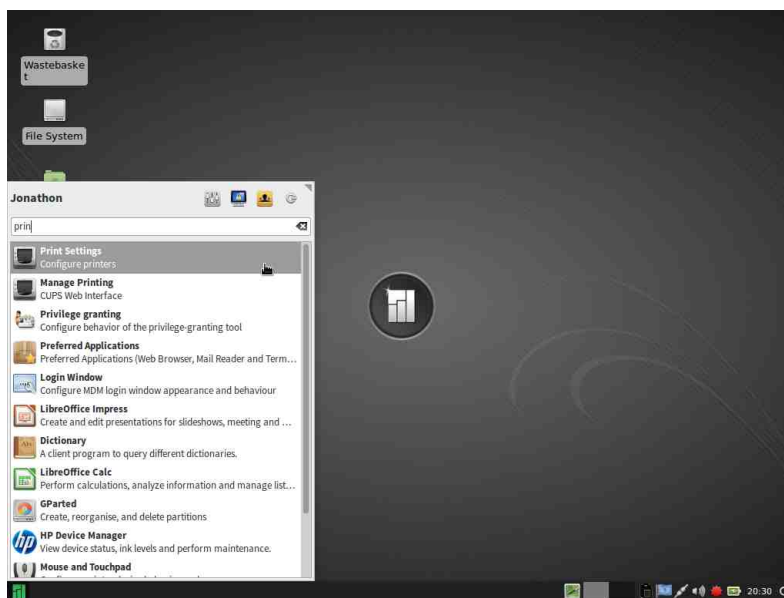 Wastebaske
t
File System
Jonathon
prin
Print Settings
Configure printers
Manage Printing
CUPS Web Interface
Privilege granting
Configure behavior of the privilege-granting tool
Preferred Applications
Preferred Applications (Web Browser, Mail Reader and Term...
Login Window
Configure MDM login window appearance and behaviour
LibreOffice Impress
Create and edit presentations for slideshows, meeting and ...
Dictionary
A client program to query different dictionaries.
LibreOffice Calc
Perform calculations, analyze information and manage list...
GParted
Create, reorganise, and delete partitions
HP Device Manager
View device status, ink levels and perform maintenance.
Mouse and Touchpad
20:30